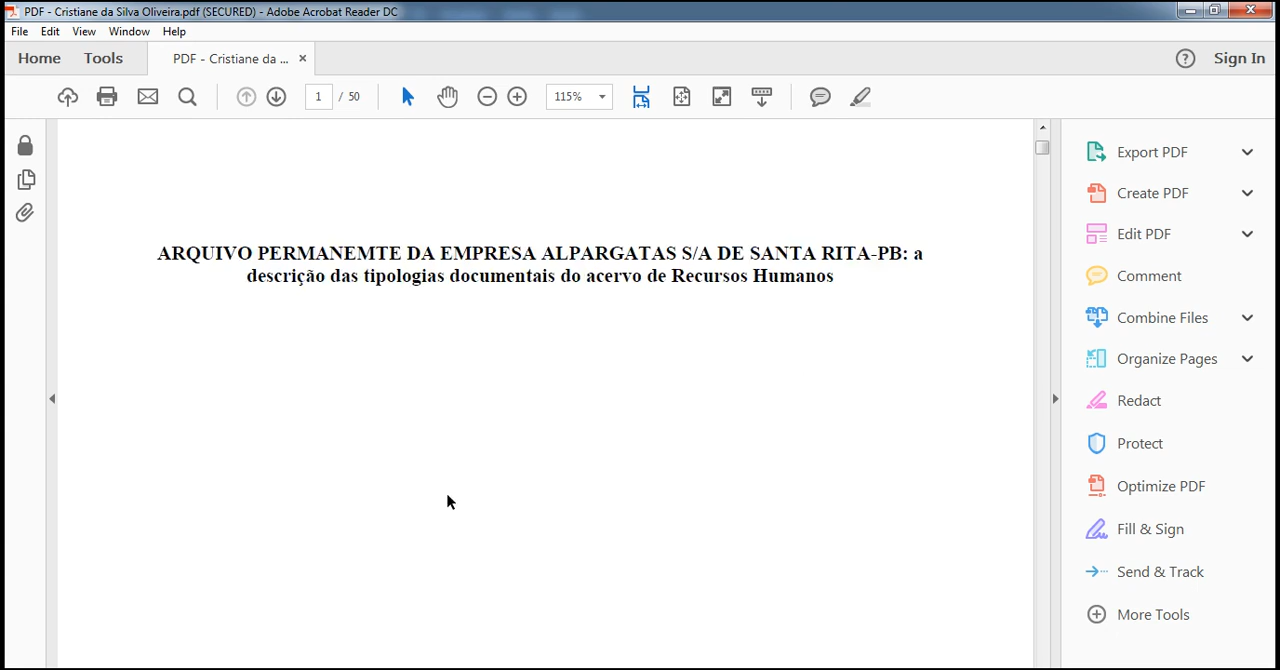 PDF - Cristiane da Silva Oliveira.pdf (SECURED) - Adobe Acrobat Reader DC
File Edit View Window Help
Home Tools PDF - Cristiane da ... × ? Sign In
1 / 50 115%
Export PDF
Create PDF
Edit PDF
Comment
Combine Files
Organize Pages
Redact
Protect
Optimize PDF
Fill & Sign
Send & Track
More Tools
ARQUIVO PERMANEMTE DA EMPRESA ALPARGATAS S/A DE SANTA RITA-PB: a
descrição das tipologias documentais do acervo de Recursos Humanos